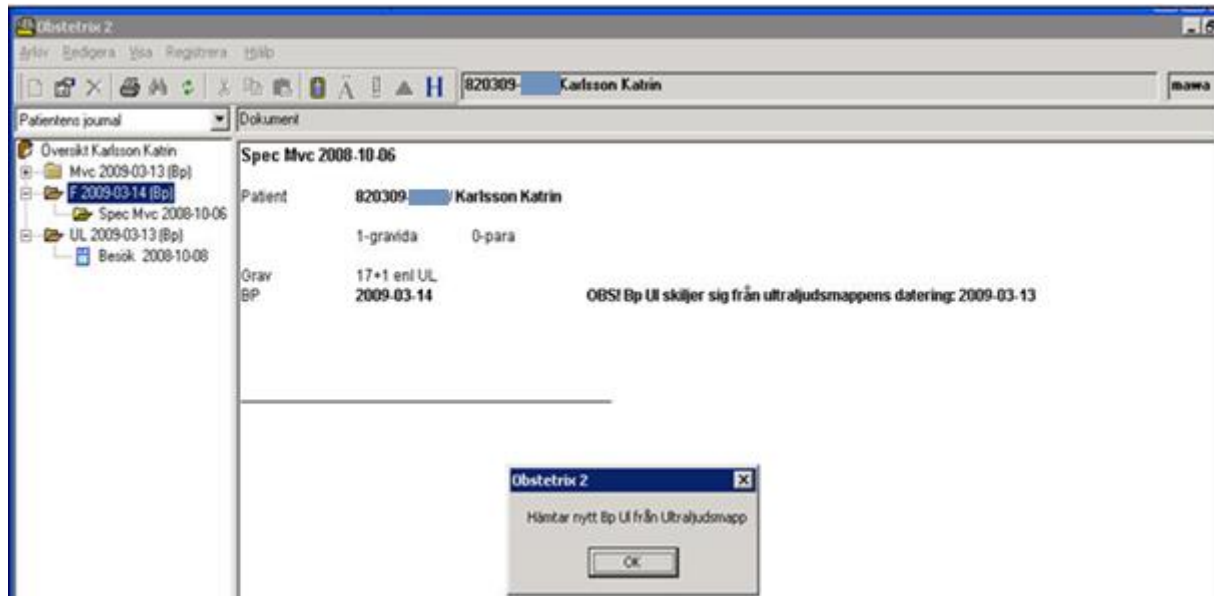 Obstetrix 2
Arkiv Redigera Visa Registrera Hjälp
Ä H 820309- Karlsson Katrin mawa
Patientens journal Dokument
Översikt Karlsson Katrin
Mvc 2009-03-13 (Bp)
F 2009-03-14 (Bp)
Spec Mvc 2008-10-06
UL 2009-03-13 (Bp)
Besök 2008-10-08
Spec Mvc 2008-10-06
Patient 820309- / Karlsson Katrin
1-gravida 0-para
Grav 17+1 enl UL
BP 2009-03-14 OBS! Bp Ul skiljer sig från ultraljudsmappens datering: 2009-03-13
Obstetrix 2
Hämtar nytt Bp Ul från Ultraljudsmapp
OK